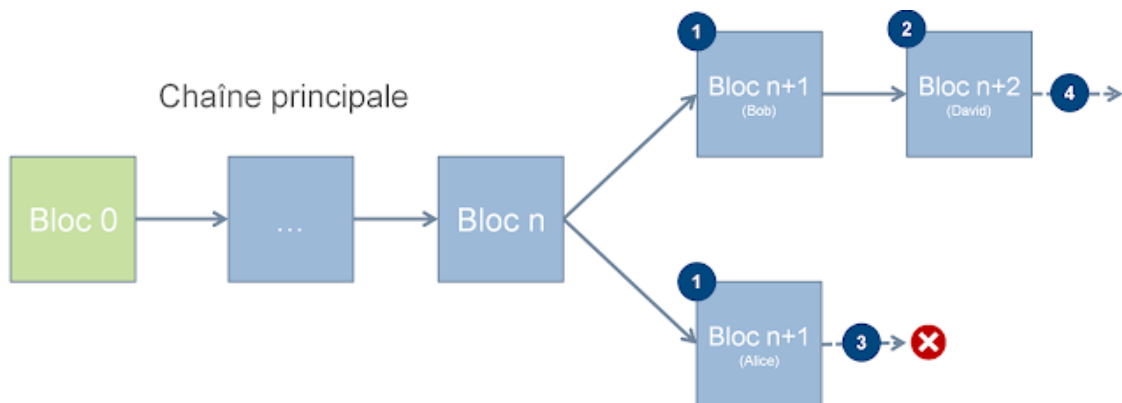 1
2
Bloc n+1
(Bob)
Bloc n+2
(David)
4
Chaîne principale
Bloc 0
...
Bloc n
1
Bloc n+1
(Alice)
3